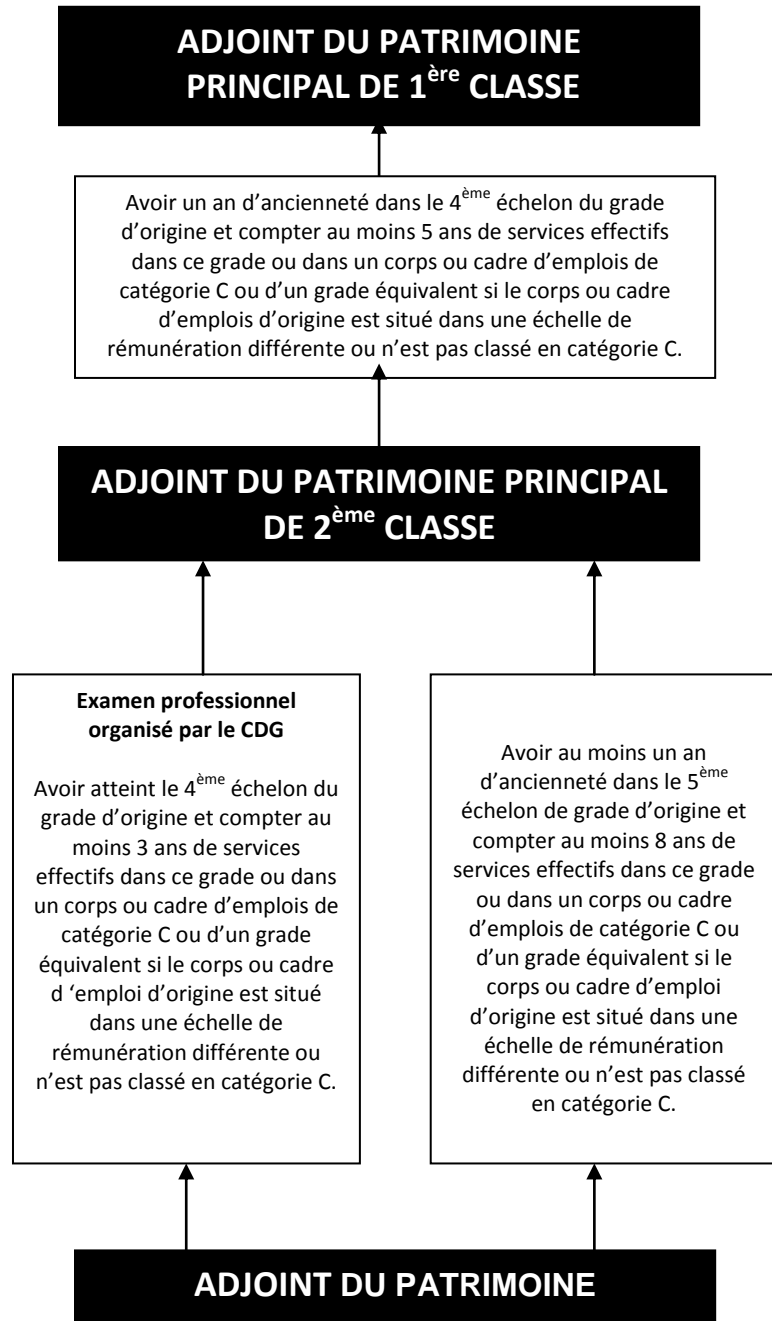 ADJOINT DU PATRIMOINE
PRINCIPAL DE 1ère CLASSE
Avoir un an d’ancienneté dans le 4ème échelon du grade
d’origine et compter au moins 5 ans de services effectifs
dans ce grade ou dans un corps ou cadre d’emplois de
catégorie C ou d’un grade équivalent si le corps ou cadre
d’emplois d’origine est situé dans une échelle de
rémunération différente ou n’est pas classé en catégorie C.
ADJOINT DU PATRIMOINE PRINCIPAL
DE 2ème CLASSE
Examen professionnel
organisé par le CDG
Avoir atteint le 4ème échelon du
grade d’origine et compter au
moins 3 ans de services
effectifs dans ce grade ou dans
un corps ou cadre d’emplois de
catégorie C ou d’un grade
équivalent si le corps ou cadre
d ‘emploi d’origine est situé
dans une échelle de
rémunération différente ou
n’est pas classé en catégorie C.
Avoir au moins un an
d’ancienneté dans le 5ème
échelon de grade d’origine et
compter au moins 8 ans de
services effectifs dans ce grade
ou dans un corps ou cadre
d’emplois de catégorie C ou
d’un grade équivalent si le
corps ou cadre d’emploi
d’origine est situé dans une
échelle de rémunération
différente ou n’est pas classé
en catégorie C.
ADJOINT DU PATRIMOINE